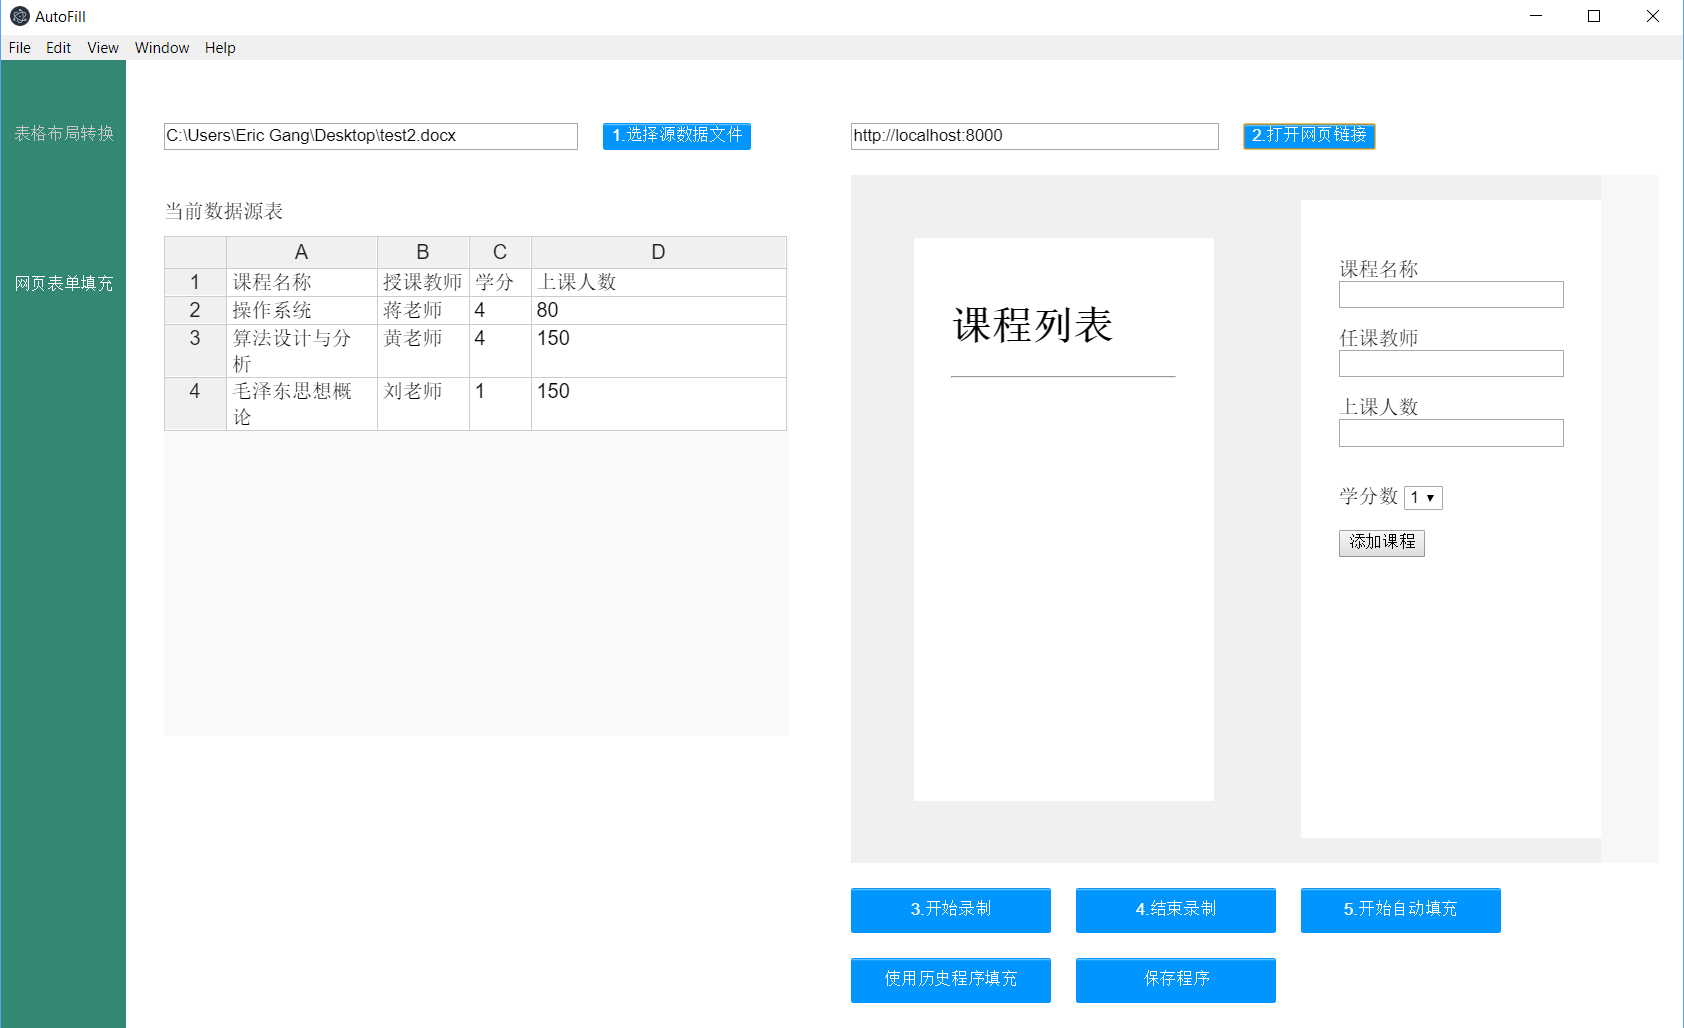 AutoFill
File Edit View Window Help
表格布局转换
网页表单填充
C:\Users\Eric Gang\Desktop\test2.docx
1.选择源数据文件
http://localhost:8000
2.打开网页链接
当前数据源表
A B C D
1 课程名称 授课教师 学分 上课人数
2 操作系统 蒋老师 4 80
3 算法设计与分 黄老师 4 150
析
4 毛泽东思想概 刘老师 1 150
论
课程列表
课程名称
任课教师
上课人数
学分数 1
添加课程
3.开始录制 4.结束录制 5.开始自动填充
使用历史程序填充 保存程序